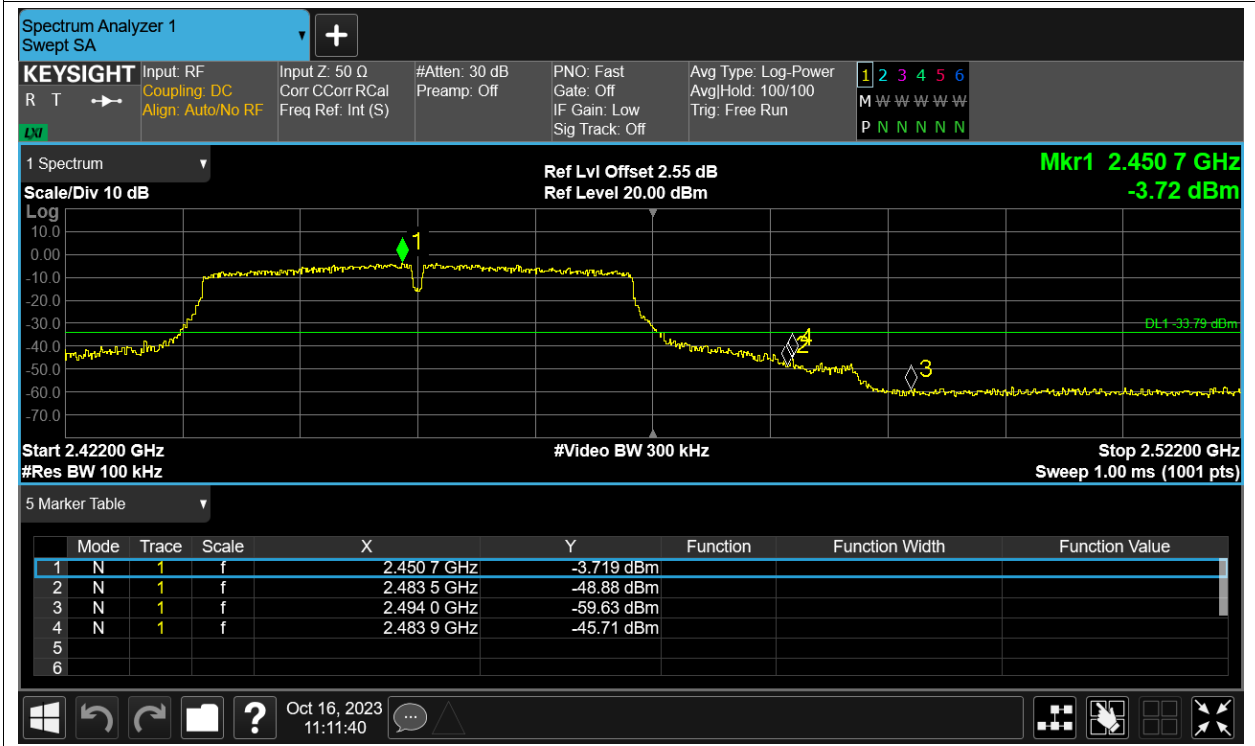 Spectrum Analyzer 1
Swept SA
+
KEYSIGHT Input: RF Input Z: 50 Ω #Atten: 30 dB PNO: Fast Avg Type: Log-Power 1 2 3 4 5 6
R T Coupling: DC Corr CCorr RCal Preamp: Off Gate: Off Avg|Hold: 100/100 M W W W W W
Align: Auto/No RF Freq Ref: Int (S) IF Gain: Low Trig: Free Run
LXI Sig Track: Off P N N N N N
1 Spectrum Ref Lvl Offset 2.55 dB Mkr1 2.450 7 GHz
Scale/Div 10 dB Ref Level 20.00 dBm -3.72 dBm
Log
10.0
1
0.00
-10.0
-20.0
-30.0
DL1 -33.79 dBm
-40.0 2 4
-50.0 3
-60.0
-70.0
Start 2.42200 GHz #Video BW 300 kHz Stop 2.52200 GHz
#Res BW 100 kHz Sweep 1.00 ms (1001 pts)
5 Marker Table
Mode Trace Scale X Y Function Function Width Function Value
1 N 1 f 2.450 7 GHz -3.719 dBm
2 N 1 f 2.483 5 GHz -48.88 dBm
3 N 1 f 2.494 0 GHz -59.63 dBm
4 N 1 f 2.483 9 GHz -45.71 dBm
5
6
? Oct 16, 2023
11:11:40